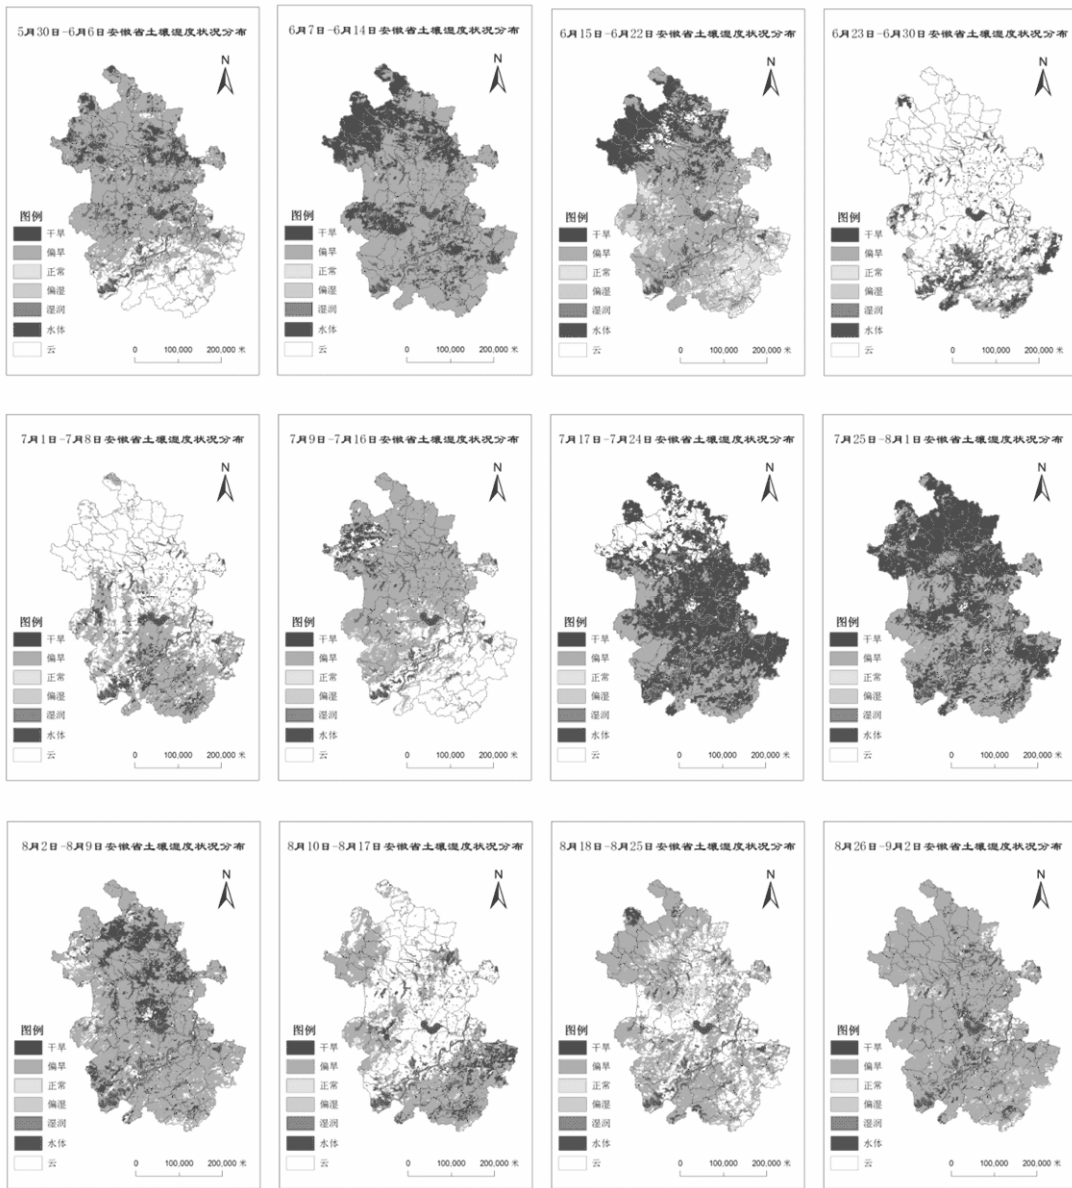 5月30日-6月6日安徽省土壤湿度状况分布
N
图例
干旱
偏旱
正常
偏湿
湿润
水体
云
0 100,000 200,000 米
6月7日-6月14日安徽省土壤湿度状况分布
N
图例
干旱
偏旱
正常
偏湿
湿润
水体
云
0 100,000 200,000 米
6月15日-6月22日安徽省土壤湿度状况分布
N
图例
干旱
偏旱
正常
偏湿
湿润
水体
云
0 100,000 200,000 米
6月23日-6月30日安徽省土壤湿度状况分布
N
图例
干旱
偏旱
正常
偏湿
湿润
水体
云
0 100,000 200,000 米
7月1日-7月8日安徽省土壤湿度状况分布
N
图例
干旱
偏旱
正常
偏湿
湿润
水体
云
0 100,000 200,000 米
7月9日-7月16日安徽省土壤湿度状况分布
N
图例
干旱
偏旱
正常
偏湿
湿润
水体
云
0 100,000 200,000 米
7月17日-7月24日安徽省土壤湿度状况分布
N
图例
干旱
偏旱
正常
偏湿
湿润
水体
云
0 100,000 200,000 米
7月25日-8月1日安徽省土壤湿度状况分布
N
图例
干旱
偏旱
正常
偏湿
湿润
水体
云
0 100,000 200,000 米
8月2日-8月9日安徽省土壤湿度状况分布
N
图例
干旱
偏旱
正常
偏湿
湿润
水体
云
0 100,000 200,000 米
8月10日-8月17日安徽省土壤湿度状况分布
N
图例
干旱
偏旱
正常
偏湿
湿润
水体
云
0 100,000 200,000 米
8月18日-8月25日安徽省土壤湿度状况分布
N
图例
干旱
偏旱
正常
偏湿
湿润
水体
云
0 100,000 200,000 米
8月26日-9月2日安徽省土壤湿度状况分布
N
图例
干旱
偏旱
正常
偏湿
湿润
水体
云
0 100,000 200,000 米